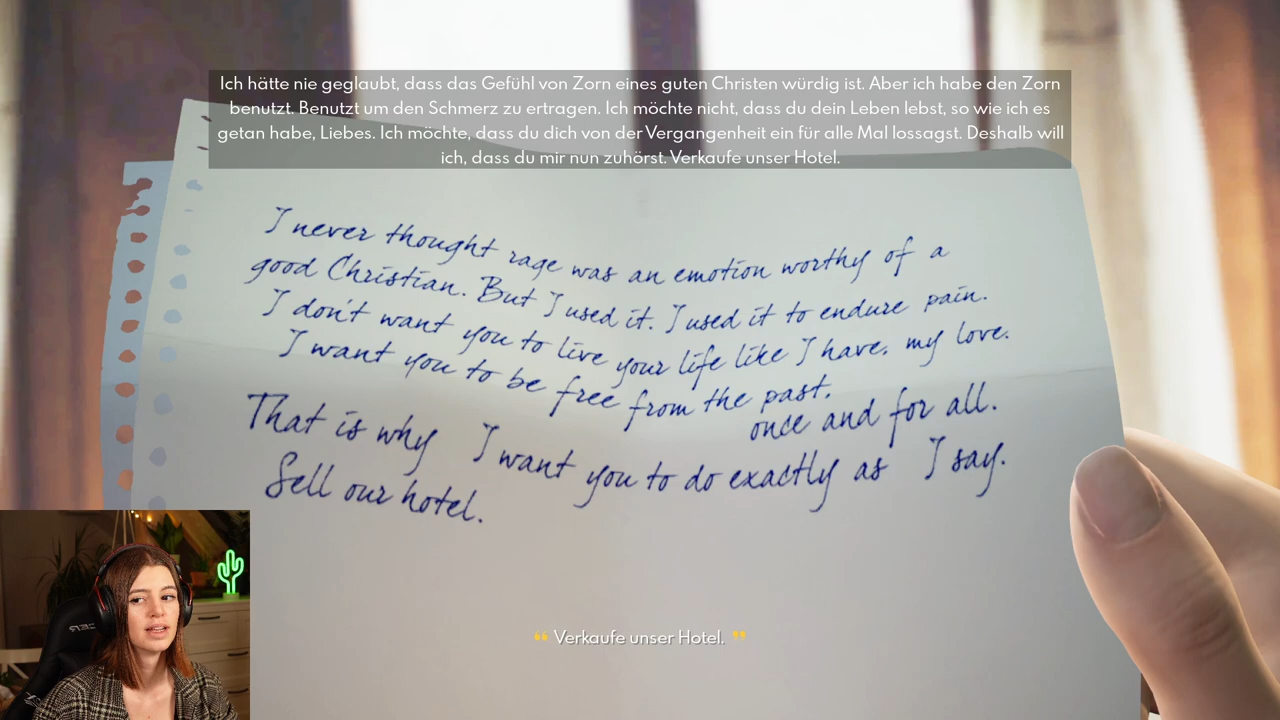 Ich hätte nie geglaubt, dass das Gefühl von Zorn eines guten Christen würdig ist. Aber ich habe den Zorn
benutzt. Benutzt um den Schmerz zu ertragen. Ich möchte nicht, dass du dein Leben lebst, so wie ich es
getan habe, Liebes. Ich möchte, dass du dich von der Vergangenheit ein für alle Mal lossagst. Deshalb will
ich, dass du mir nun zuhörst. Verkaufe unser Hotel.
I never thought rage was an emotion worthy of a
good Christian. But I used it. I used it to endure pain.
I don't want you to live your life like I have, my love.
I want you to be free from the past,
once and for all.
That is why I want you to do exactly as I say.
Sell our hotel.
“ Verkaufe unser Hotel. ”